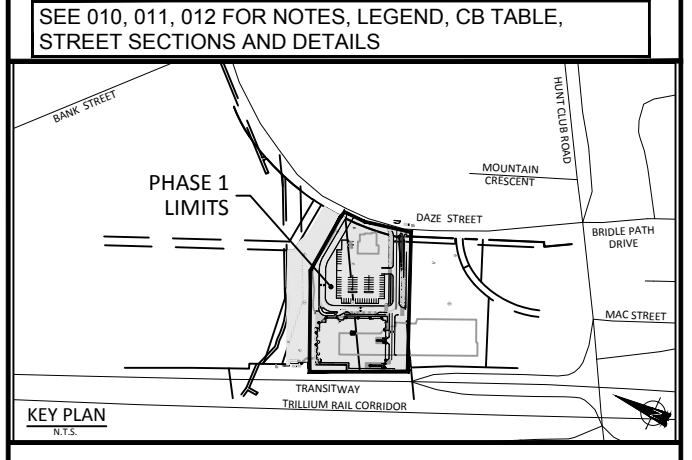 SEE 010, 011, 012 FOR NOTES, LEGEND, CB TABLE,
STREET SECTIONS AND DETAILS
BANK STREET
HUNT CLUB ROAD
MOUNTAIN
CRESCENT
PHASE 1
LIMITS
DAZE STREET
BRIDLE PATH
DRIVE
MAC STREET
TRANSITWAY
TRILLIUM RAIL CORRIDOR
KEY PLAN
N.T.S.